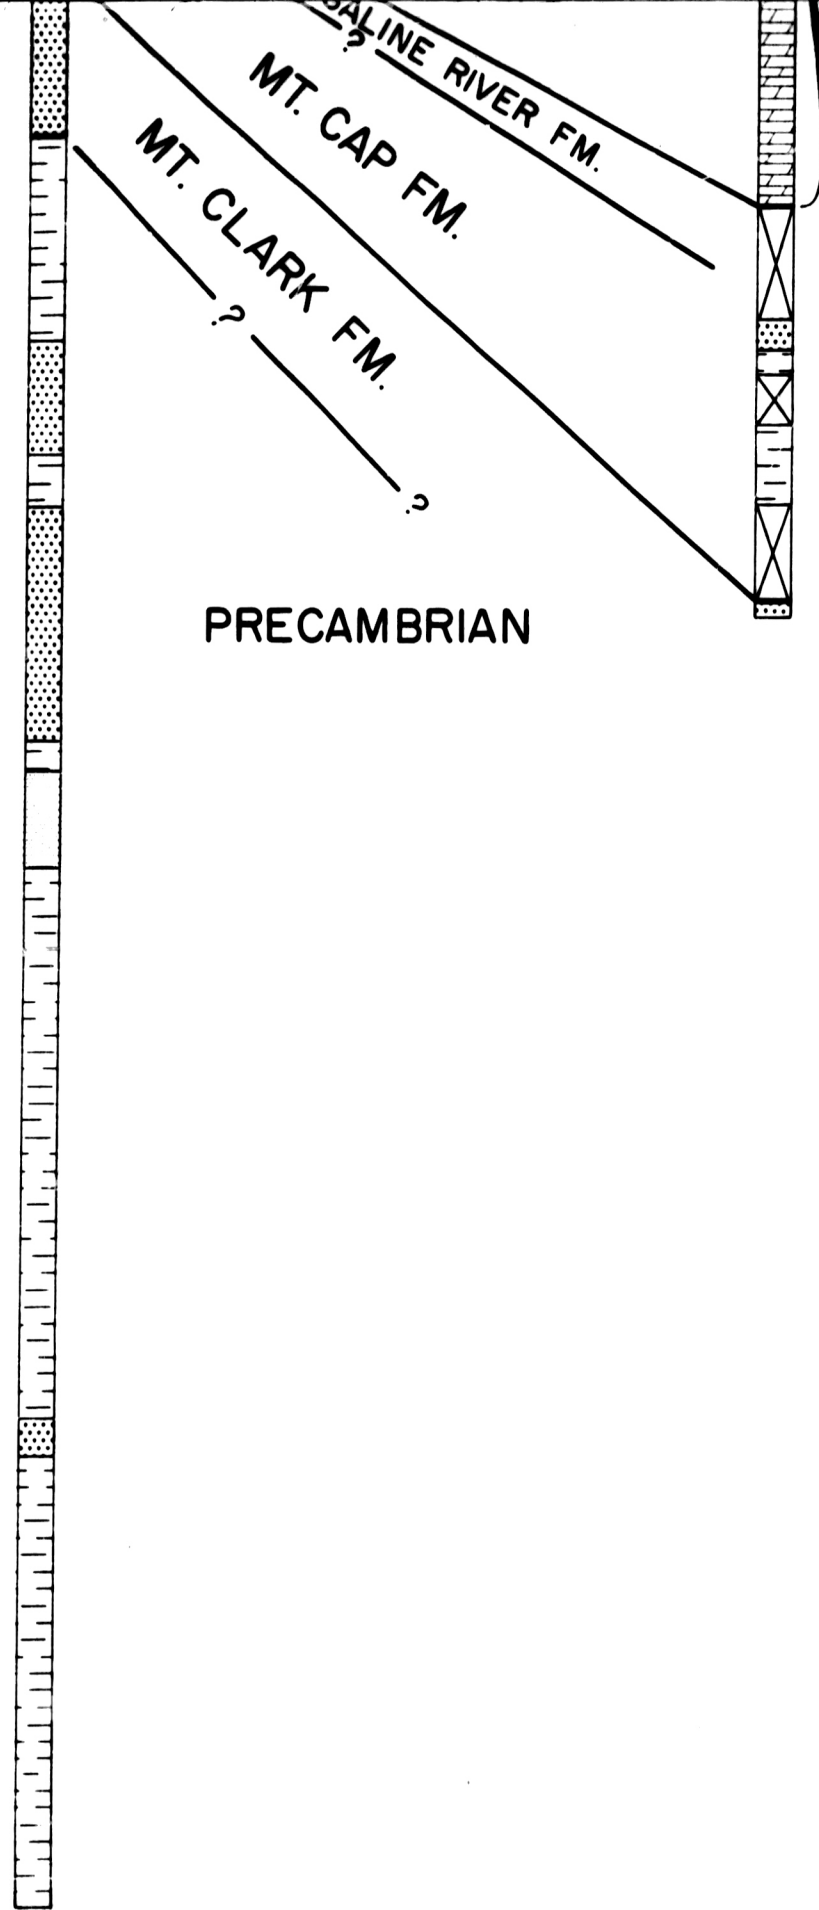 SALINE RIVER FM.
?
MT. CAP FM.
MT. CLARK FM.
?
?
PRECAMBRIAN